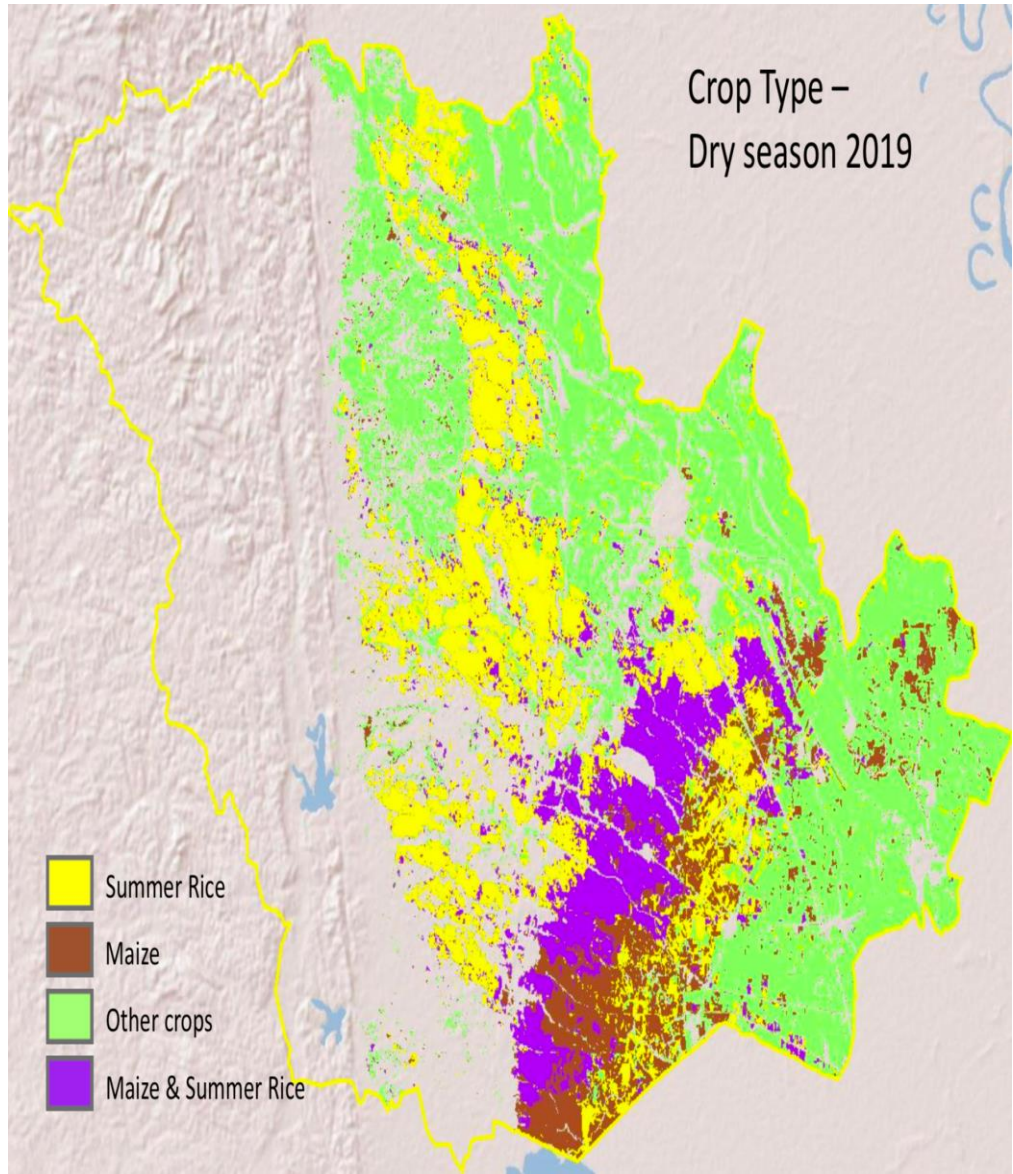 Crop Type –
Dry season 2019
Summer Rice
Maize
Other crops
Maize & Summer Rice